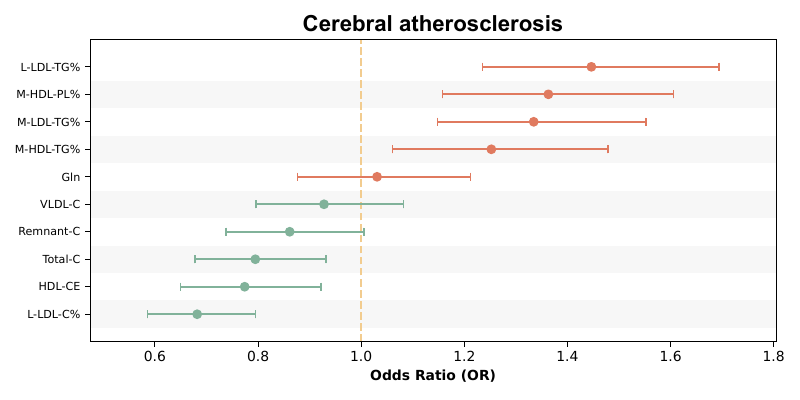 Cerebral atherosclerosis
L-LDL-TG%
M-HDL-PL%
M-LDL-TG%
M-HDL-TG%
Gln
VLDL-C
Remnant-C
Total-C
HDL-CE
L-LDL-C%
0.6 0.8 1.0 1.2 1.4 1.6 1.8
Odds Ratio (OR)